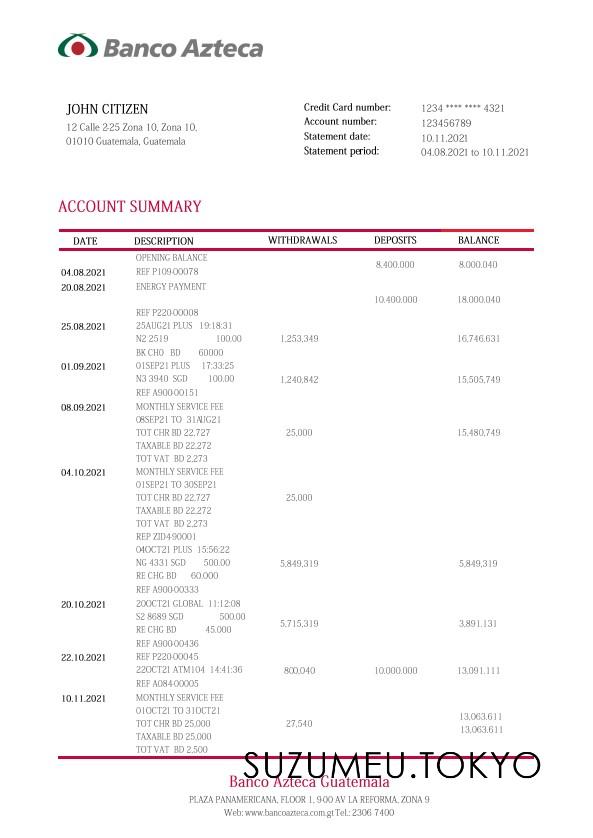 Banco Azteca
JOHN CITIZEN
12 Calle 2-25 Zona 10, Zona 10,
01010 Guatemala, Guatemala
Credit Card number: 1234 **** **** 4321
Account number: 123456789
Statement date: 10.11.2021
Statement period: 04.08.2021 to 10.11.2021
ACCOUNT SUMMARY
DATE DESCRIPTION WITHDRAWALS DEPOSITS BALANCE
OPENING BALANCE
8.400.000 8.000.040
04.08.2021 REF P109-00078
20.08.2021 ENERGY PAYMENT
10.400.000 18.000.040
REF P220-00008
25.08.2021 25AUG21 PLUS 19:18:31
N2 2519 100.00 1,253,349 16,746.631
BK CHO BD 60000
01.09.2021 01SEP21 PLUS 17:33:25
N3 3940 SGD 100.00 1,240,842 15,505,749
REF A900-00151
08.09.2021 MONTHLY SERVICE FEE
08SEP21 TO 31AUG21
TOT CHR BD 22,727 25,000 15,480,749
TAXABLE BD 22,272
TOT VAT BD 2,273
04.10.2021 MONTHLY SERVICE FEE
01SEP21 TO 30SEP21
TOT CHR BD 22,727 25,000
TAXABLE BD 22,272
TOT VAT BD 2,273
REP ZID4-90001
04OCT21 PLUS 15:56:22
NG 4331 SGD 500.00 5,849,319 5,849,319
RE CHG BD 60,000
REF A900-00333
20.10.2021 20OCT21 GLOBAL 11:12:08
S2 8689 SGD 500.00
5,715,319 3,891.131
RE CHG BD 45.000
REF A900-00436
22.10.2021 REF P220-00045
22OCT21 ATM104 14:41:36 800,040 10.000.000 13,091.111
REF A084-00005
10.11.2021 MONTHLY SERVICE FEE
01OCT21 TO 31OCT21
13,063.611
TOT CHR BD 25,000 27,540
13,063.611
TAXABLE BD 25,000
TOT VAT BD 2,500
SUZUMEU.TOKYO
Banco Azteca Guatemala
PLAZA PANAMERICANA, FLOOR 1, 9-00 AV LA REFORMA, ZONA 9
Web: www.bancoazteca.com.gt Tel.: 2306 7400